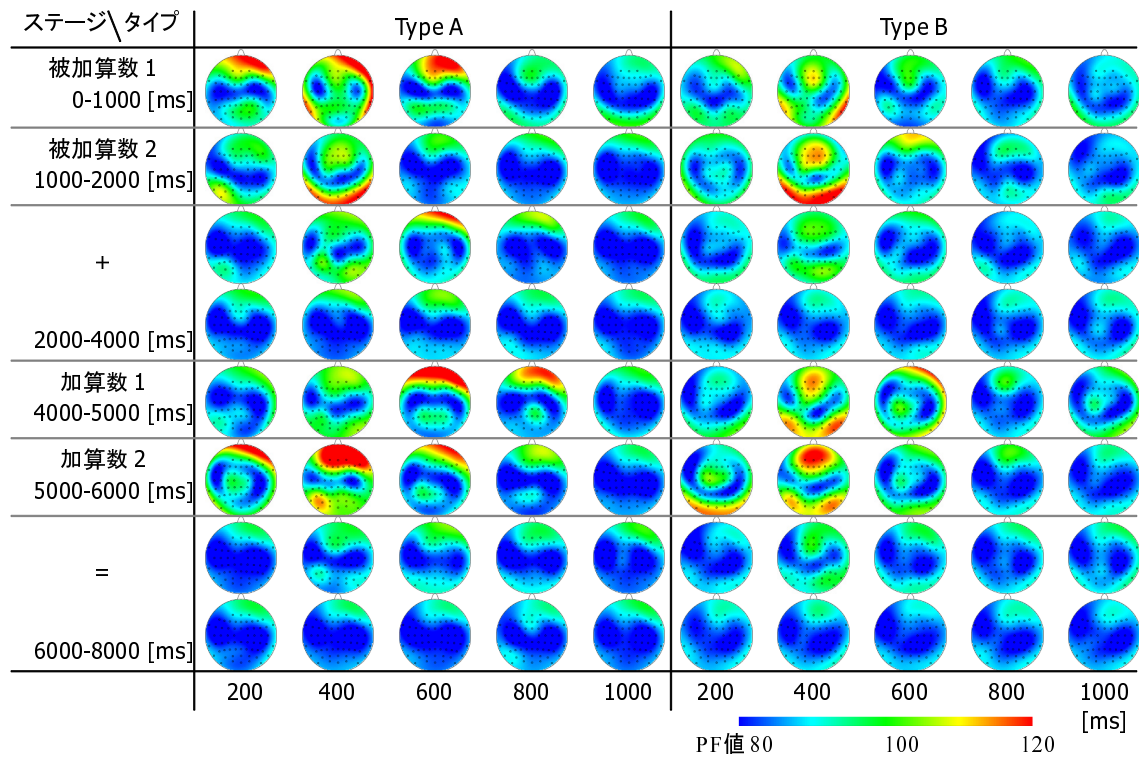 ステージ\タイプ Type A Type B
被加算数 1
0-1000 [ms]
被加算数 2
1000-2000 [ms]
+
2000-4000 [ms]
加算数 1
4000-5000 [ms]
加算数 2
5000-6000 [ms]
=
6000-8000 [ms]
200 400 600 800 1000 200 400 600 800 1000
[ms]
PF値 80 100 120